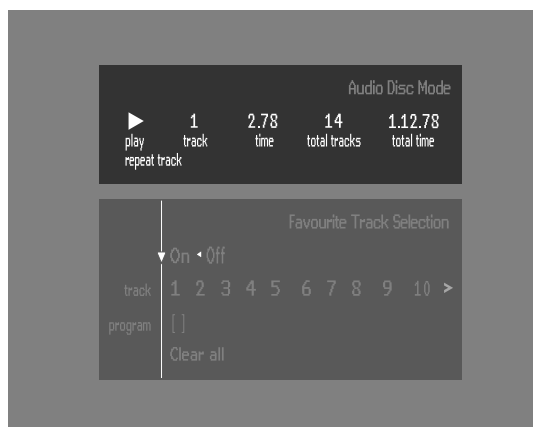 Audio Disc Mode
1 2.78 14 1.12.78
play track time total tracks total time
repeat track
Favourite Track Selection
On Off
track 1 2 3 4 5 6 7 8 9 10 >
program [ ]
Clear all